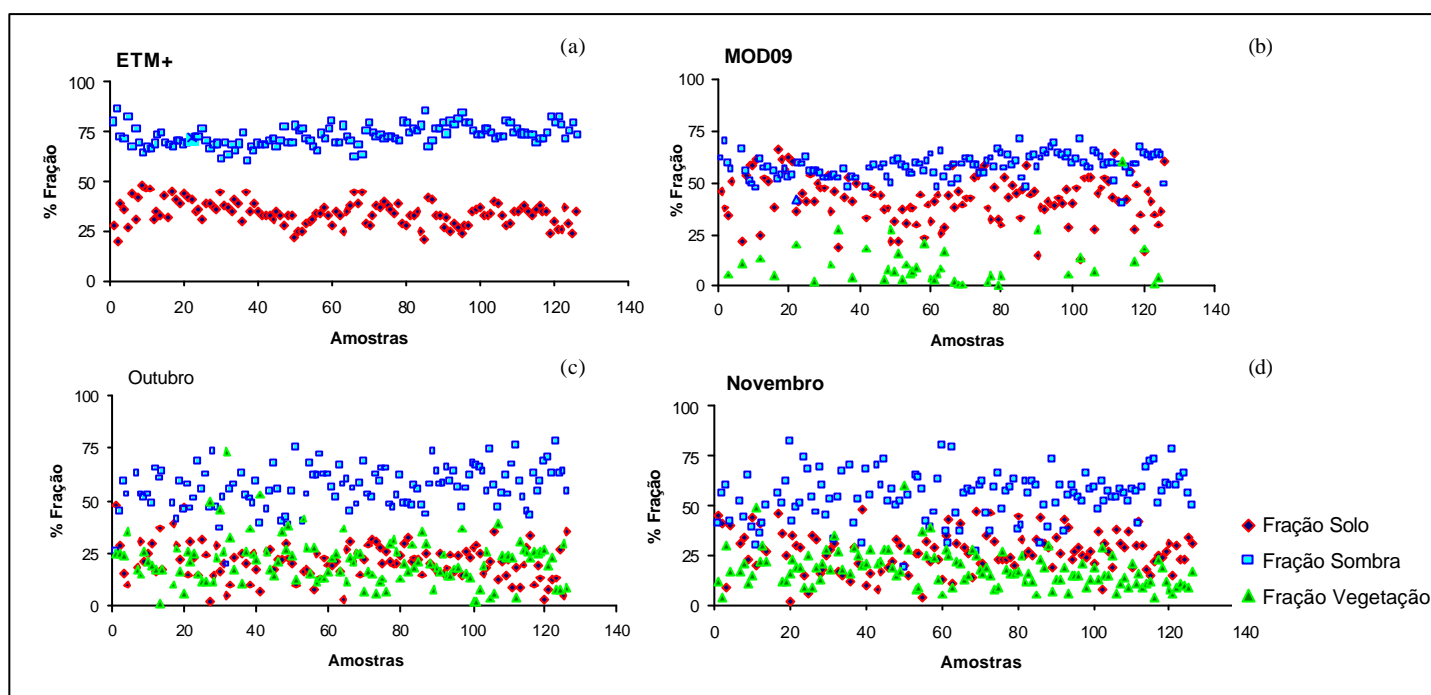 ETM+
(a)
% Fração
100
75
50
25
0
0 20 40 60 80 100 120 140
Amostras
MOD09
(b)
% Fração
100
75
50
25
0
0 20 40 60 80 100 120 140
Amostras
Outubro
(c)
% Fração
100
75
50
25
0
0 20 40 60 80 100 120 140
Amostras
Novembro
(d)
% Fração
100
75
50
25
0
0 20 40 60 80 100 120 140
Amostras
Fração Solo
Fração Sombra
Fração Vegetação